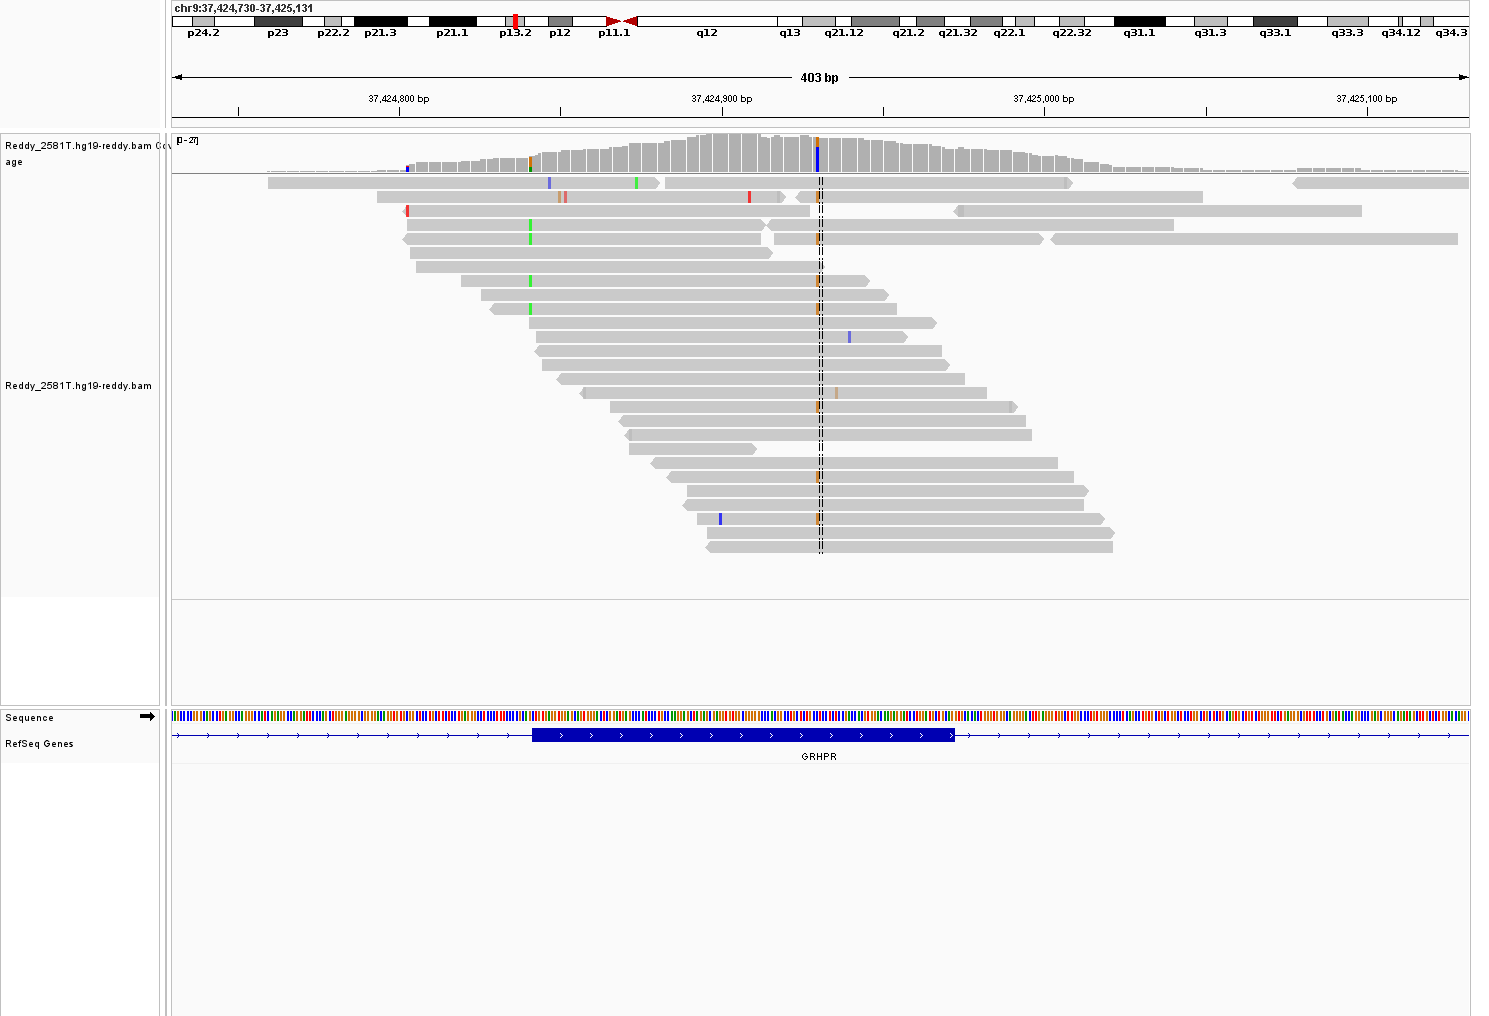 chr9:37,424,730-37,425,131
p24.2 p23 p22.2 p21.3 p21.1 p13.2 p12 p11.1 q12 q13 q21.12 q21.2 q21.32 q22.1 q22.32 q31.1 q31.3 q33.1 q33.3 q34.12 q34.3
403 bp
37,424,800 bp 37,424,900 bp 37,425,000 bp 37,425,100 bp
Reddy_2581T.hg19-reddy.bam Cov
age
[0 - 27]
Reddy_2581T.hg19-reddy.bam
Sequence
RefSeq Genes
GRHPR